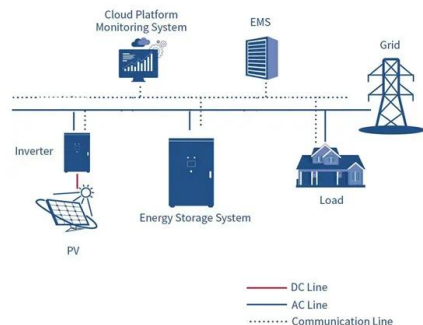 Cloud Platform
Monitoring System
EMS
Grid
Inverter
Energy Storage System
Load
PV
DC Line
AC Line
Communication Line